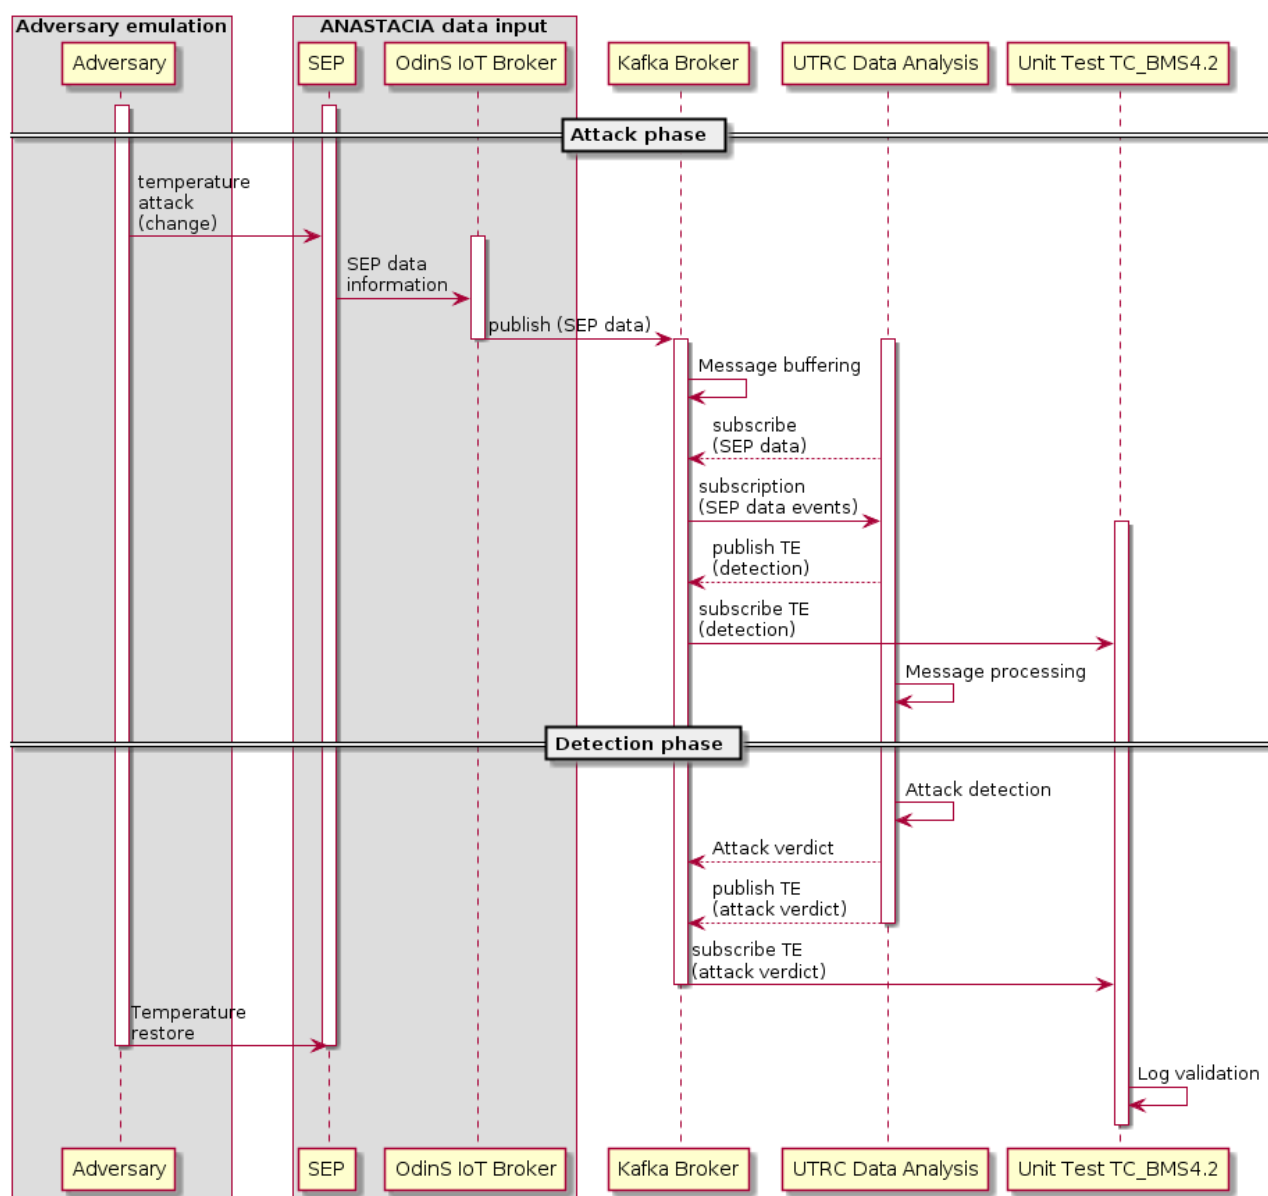 Adversary emulation
ANASTACIA data input
Adversary
SEP
OdinS IoT Broker
Kafka Broker
UTRC Data Analysis
Unit Test TC_BMS4.2
Attack phase
temperature
attack
(change)
SEP data
information
publish (SEP data)
Message buffering
subscribe
(SEP data)
subscription
(SEP data events)
publish TE
(detection)
subscribe TE
(detection)
Message processing
Detection phase
Attack detection
Attack verdict
publish TE
(attack verdict)
subscribe TE
(attack verdict)
Temperature
restore
Log validation
Adversary
SEP
OdinS IoT Broker
Kafka Broker
UTRC Data Analysis
Unit Test TC_BMS4.2